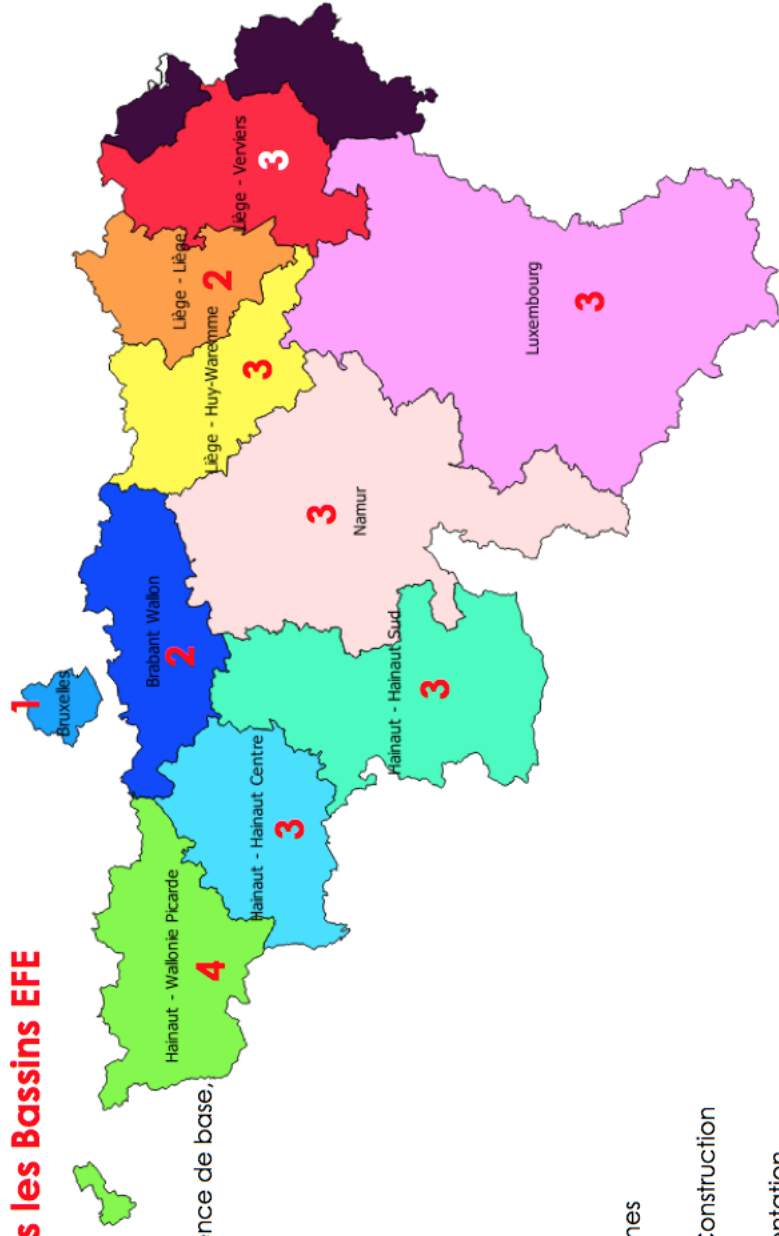 s les Bassins EFE
1
Bruxelles
Brabant Wallon
2
Hainaut - Wallonie Picarde
4
Hainaut - Hainaut Centre
3
Hainaut - Hainaut Sud
3
Namur
3
Liège - Huy-Waremme
3
Liège - Liège
2
Liège - Verviers
3
Luxembourg
3
ence de base,
nes
construction
entation